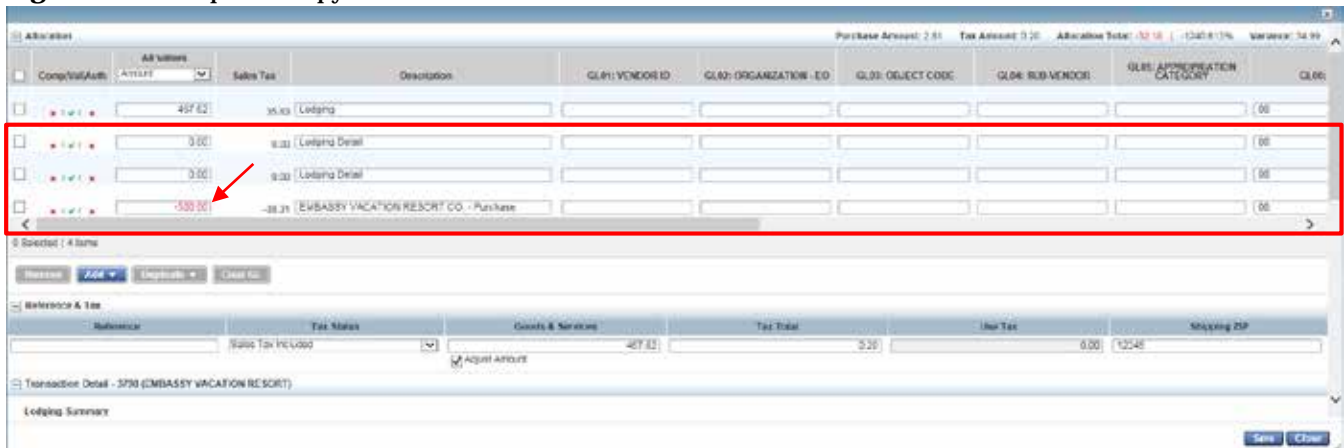 Allocation Purchase Amount: 2.81 Tax Amount: 0.20 Allocation Total: Variance: 34.99
All Values
Comp/Val/Auth Amount Sales Tax Description GL01: VENDOR ID GL02: ORGANIZATION - EO GL03: OBJECT CODE GL04: SUB-VENDOR GL05: APPROPRIATION CATEGORY GL06:
467.62 35.83 Lodging 00
0.00 0.00 Lodging Detail 00
0.00 0.00 Lodging Detail 00
-500.00 -38.31 EMBASSY VACATION RESORT CO. - Purchase 00
0 Selected | 4 Items
Remove Add Duplicate
Reference & Tax
Reference Tax Status Goods & Services Tax Total Use Tax Shipping ZIP
Sales Tax Included 467.62 0.20 0.00 12345
Adjust Amount
Transaction Detail - (EMBASSY VACATION RESORT)
Lodging Summary
Save Close